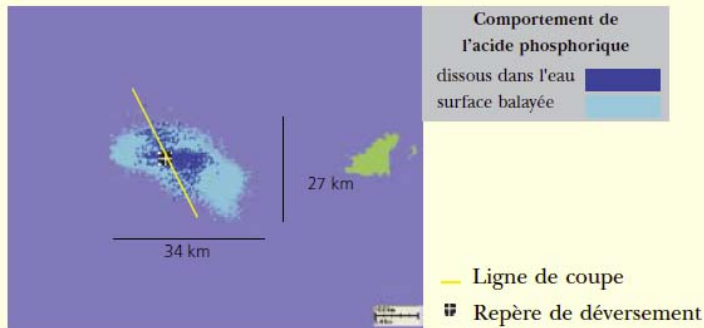 Comportement de
l'acide phosphorique
dissous dans l'eau
surface balayée
27 km
34 km
Ligne de coupe
Repère de déversement